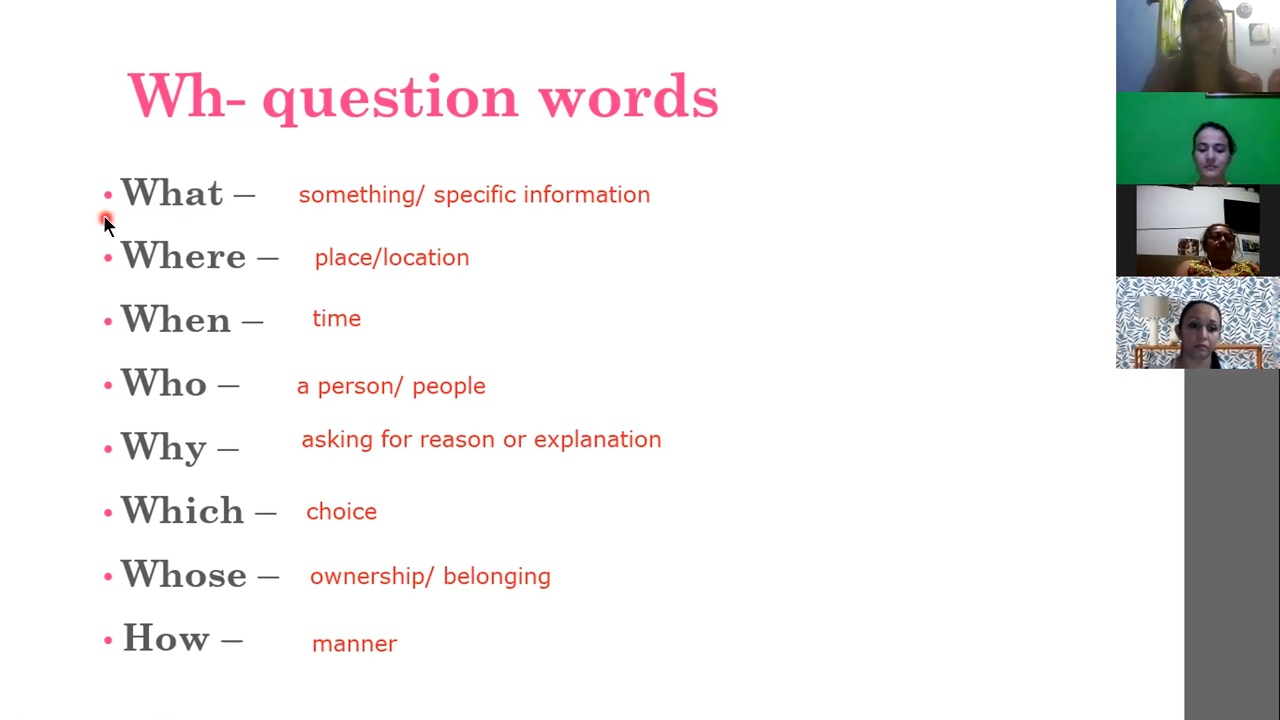 Wh- question words
• What – something/ specific information
• Where – place/location
• When – time
• Who – a person/ people
• Why – asking for reason or explanation
• Which – choice
• Whose – ownership/ belonging
• How – manner